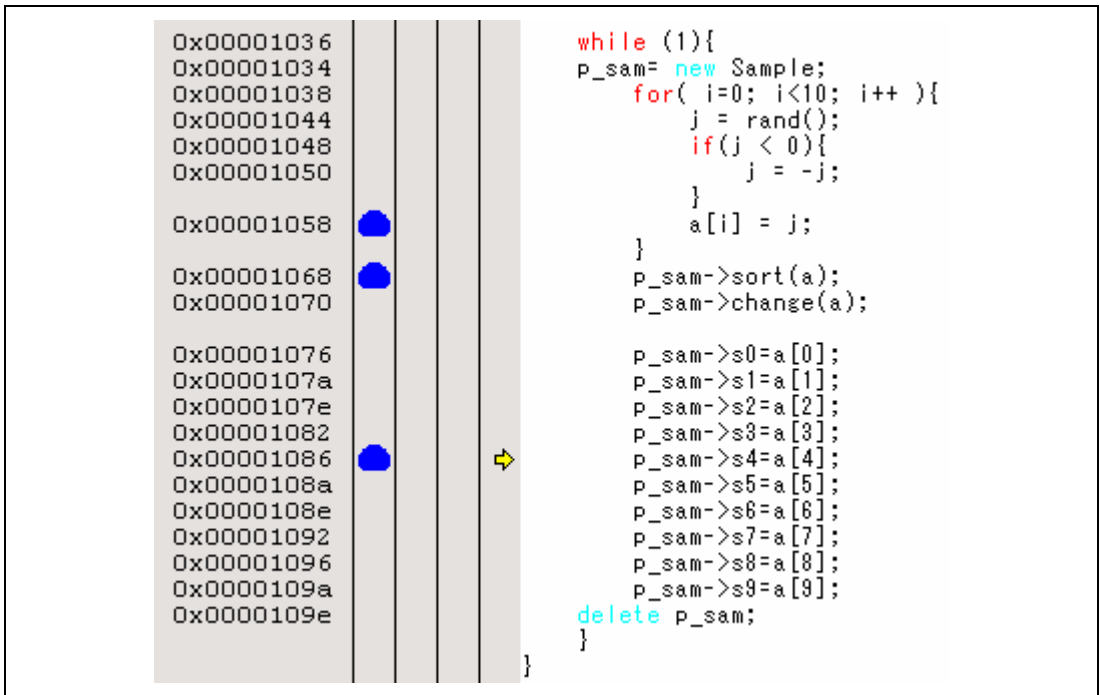 0x00001036 while (1){
0x00001034 p_sam= new Sample;
0x00001038 for( i=0; i<10; i++ ){
0x00001044 j = rand();
0x00001048 if(j < 0){
0x00001050 j = -j;
}
0x00001058 a[i] = j;
}
0x00001068 p_sam->sort(a);
0x00001070 p_sam->change(a);
0x00001076 p_sam->s0=a[0];
0x0000107a p_sam->s1=a[1];
0x0000107e p_sam->s2=a[2];
0x00001082 p_sam->s3=a[3];
0x00001086 p_sam->s4=a[4];
0x0000108a p_sam->s5=a[5];
0x0000108e p_sam->s6=a[6];
0x00001092 p_sam->s7=a[7];
0x00001096 p_sam->s8=a[8];
0x0000109a p_sam->s9=a[9];
0x0000109e delete p_sam;
}
}